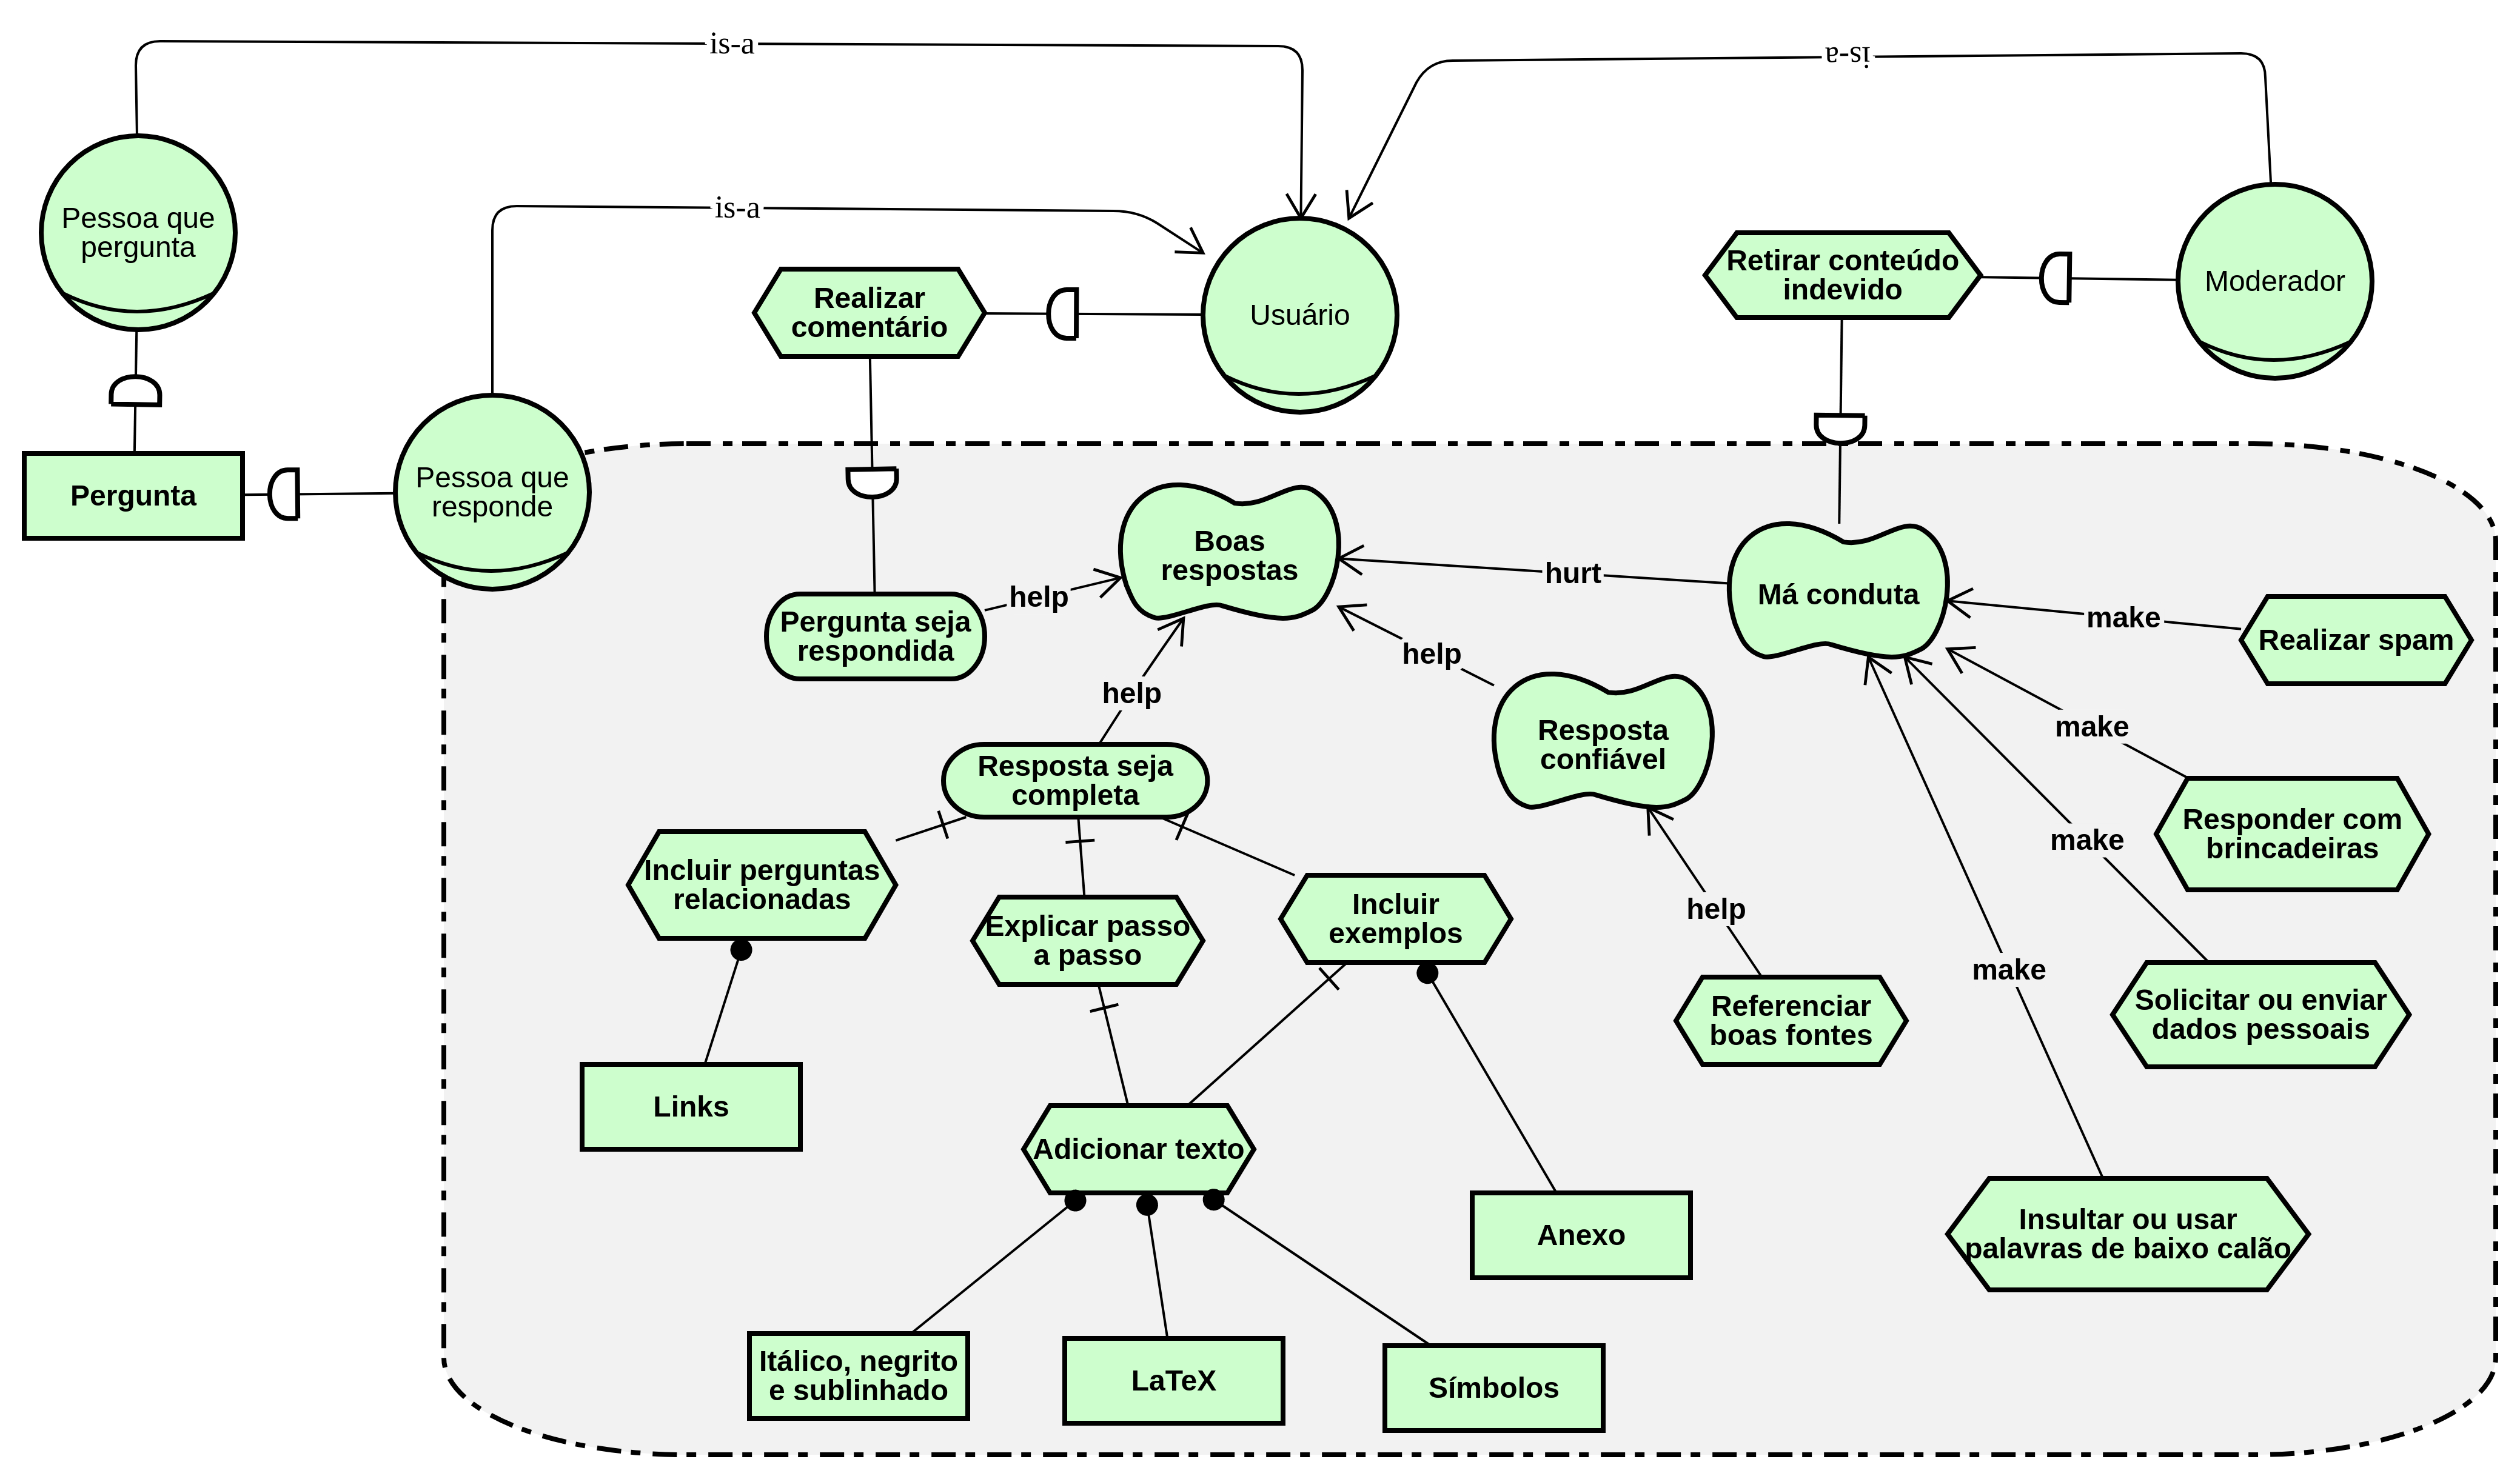 is-a
is-a
Pessoa que
pergunta
is-a
Usuário
Moderador
Retirar conteúdo
indevido
Realizar
comentário
Pergunta
Pessoa que
responde
Boas
respostas
hurt
Má conduta
help
Pergunta seja
respondida
make
Realizar spam
help
help
make
Resposta seja
completa
Resposta
confiável
Responder com
brincadeiras
make
Incluir perguntas
relacionadas
Explicar passo
a passo
Incluir
exemplos
help
make
Referenciar
boas fontes
Solicitar ou enviar
dados pessoais
Links
Adicionar texto
Anexo
Insultar ou usar
palavras de baixo calão
Itálico, negrito
e sublinhado
LaTeX
Símbolos